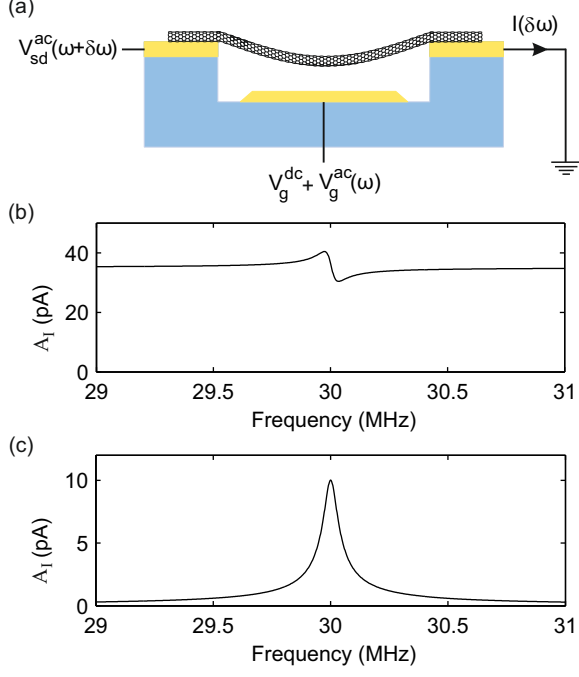 (a)
V_sd^ac(ω+δω)
I(δω)
V_g^dc + V_g^ac(ω)
(b)
40
20
0
A_I (pA)
29 29.5 30 30.5 31
Frequency (MHz)
(c)
10
5
0
A_I (pA)
29 29.5 30 30.5 31
Frequency (MHz)